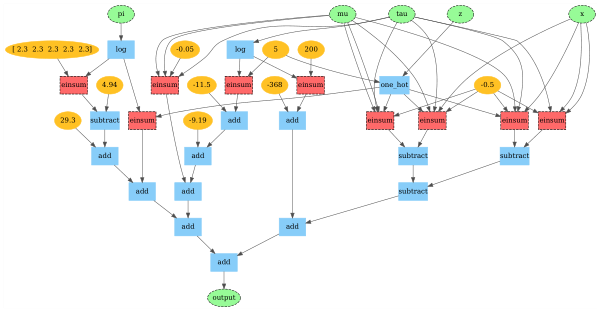 pi
mu
tau
z
x
[ 2.3 2.3 2.3 2.3 2.3]
log
-0.05
log
5
200
einsum
4.94
einsum
-11.5
einsum
-368
einsum
one_hot
-0.5
29.3
subtract
einsum
-9.19
add
add
einsum
einsum
einsum
einsum
add
add
subtract
subtract
add
add
subtract
add
add
add
output